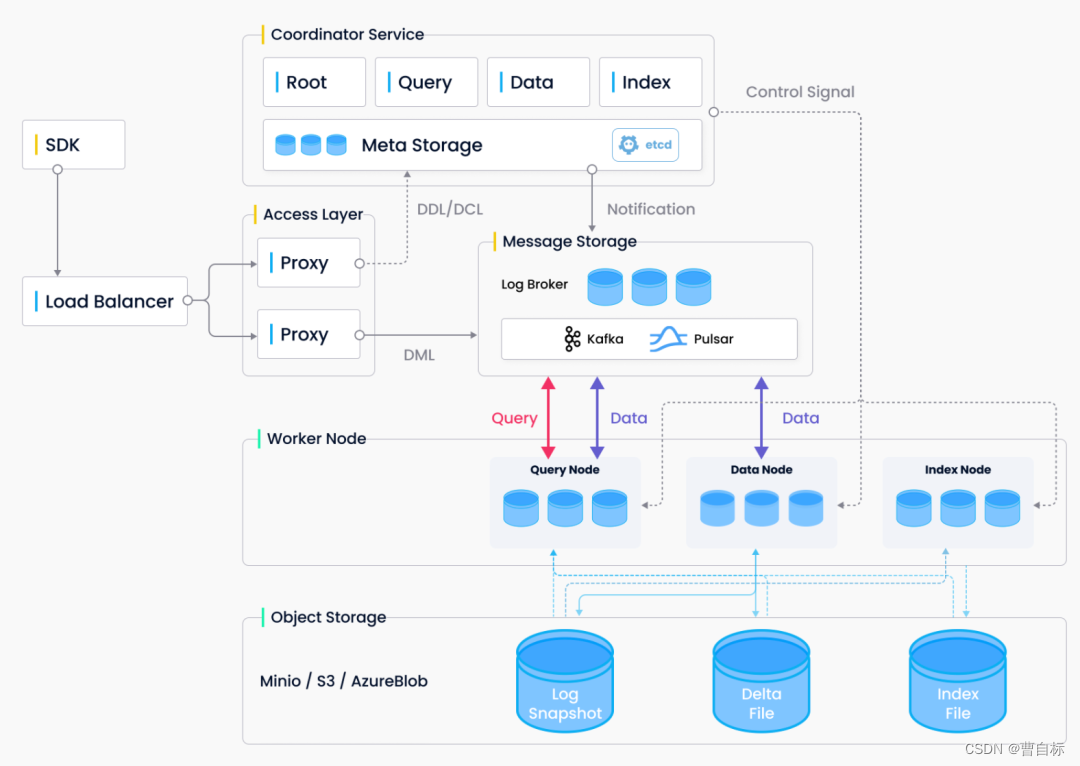 Coordinator Service
Root
Query
Data
Index
Control Signal
SDK
Meta Storage
etcd
Access Layer
DDL/DCL
Notification
Message Storage
Proxy
Log Broker
Load Balancer
Proxy
Kafka
Pulsar
DML
Query
Data
Data
Worker Node
Query Node
Data Node
Index Node
Object Storage
Minio / S3 / AzureBlob
Log
Snapshot
Delta
File
Index
File
CSDN @曹自标